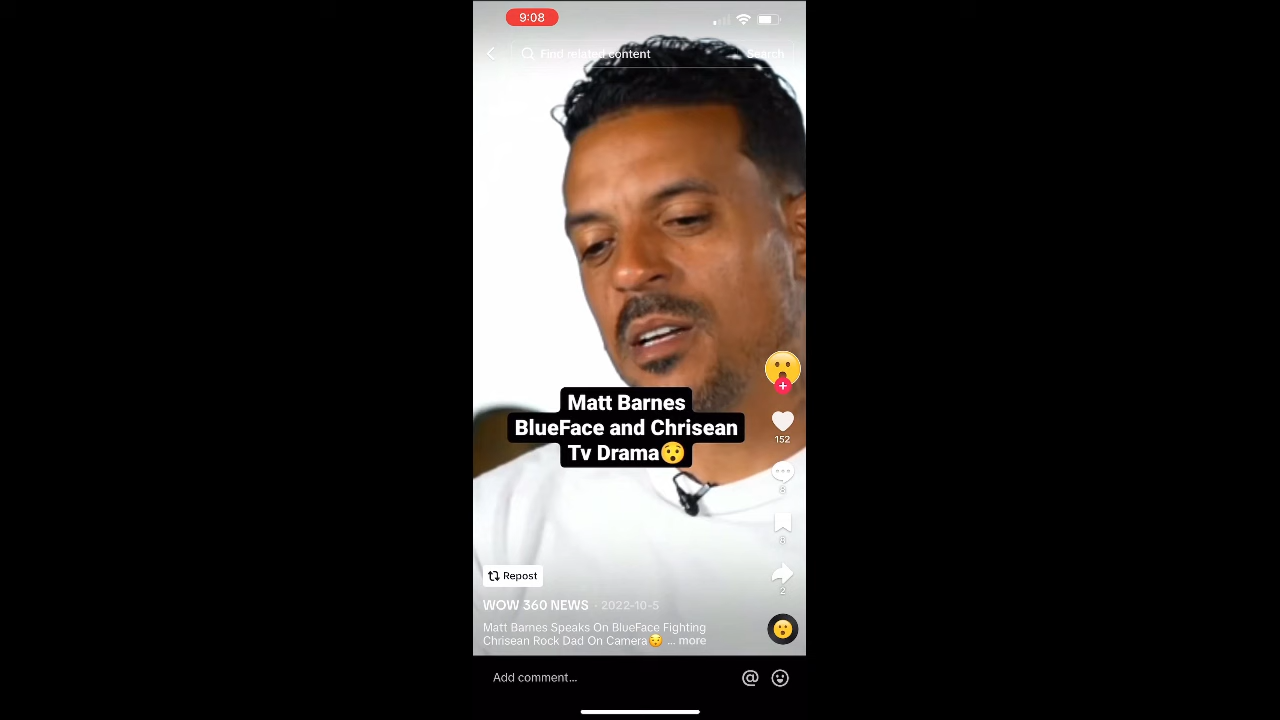 9:08
Find related content Search
Matt Barnes
BlueFace and Chrisean
Tv Drama😯
152
Repost
WOW 360 NEWS · 2022-10-5
Matt Barnes Speaks On BlueFace Fighting
Chrisean Rock Dad On Camera😥 ... more
2
Add comment...
@